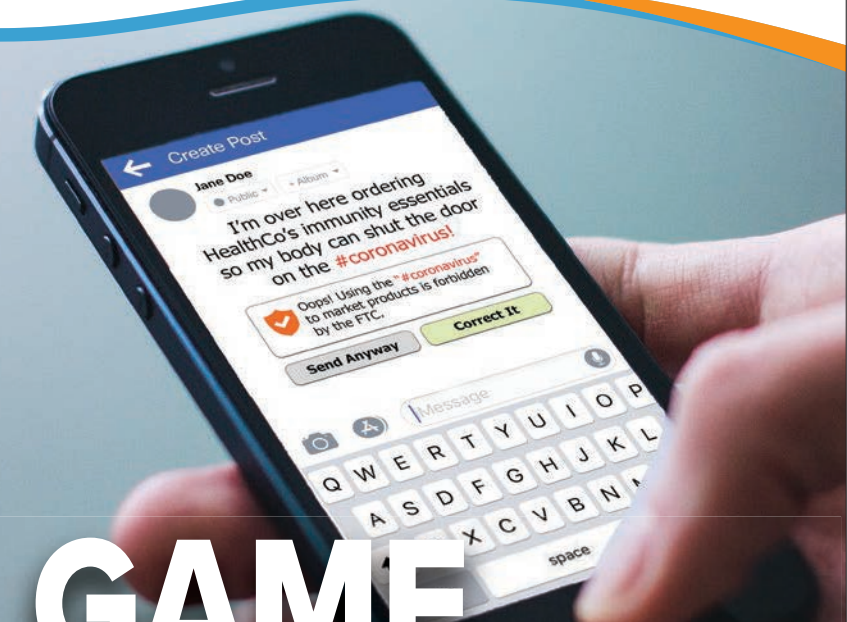 Create Post
Jane Doe
Public
Album
I'm over here ordering
HealthCo's immunity essentials
so my body can shut the door
on the #coronavirus!
Oops! Using the "#coronavirus"
to market products is forbidden
by the FTC.
Send Anyway
Correct It
Message
Q W E R T Y U I O P
A S D F G H J K L
X C V B N
space
GAME